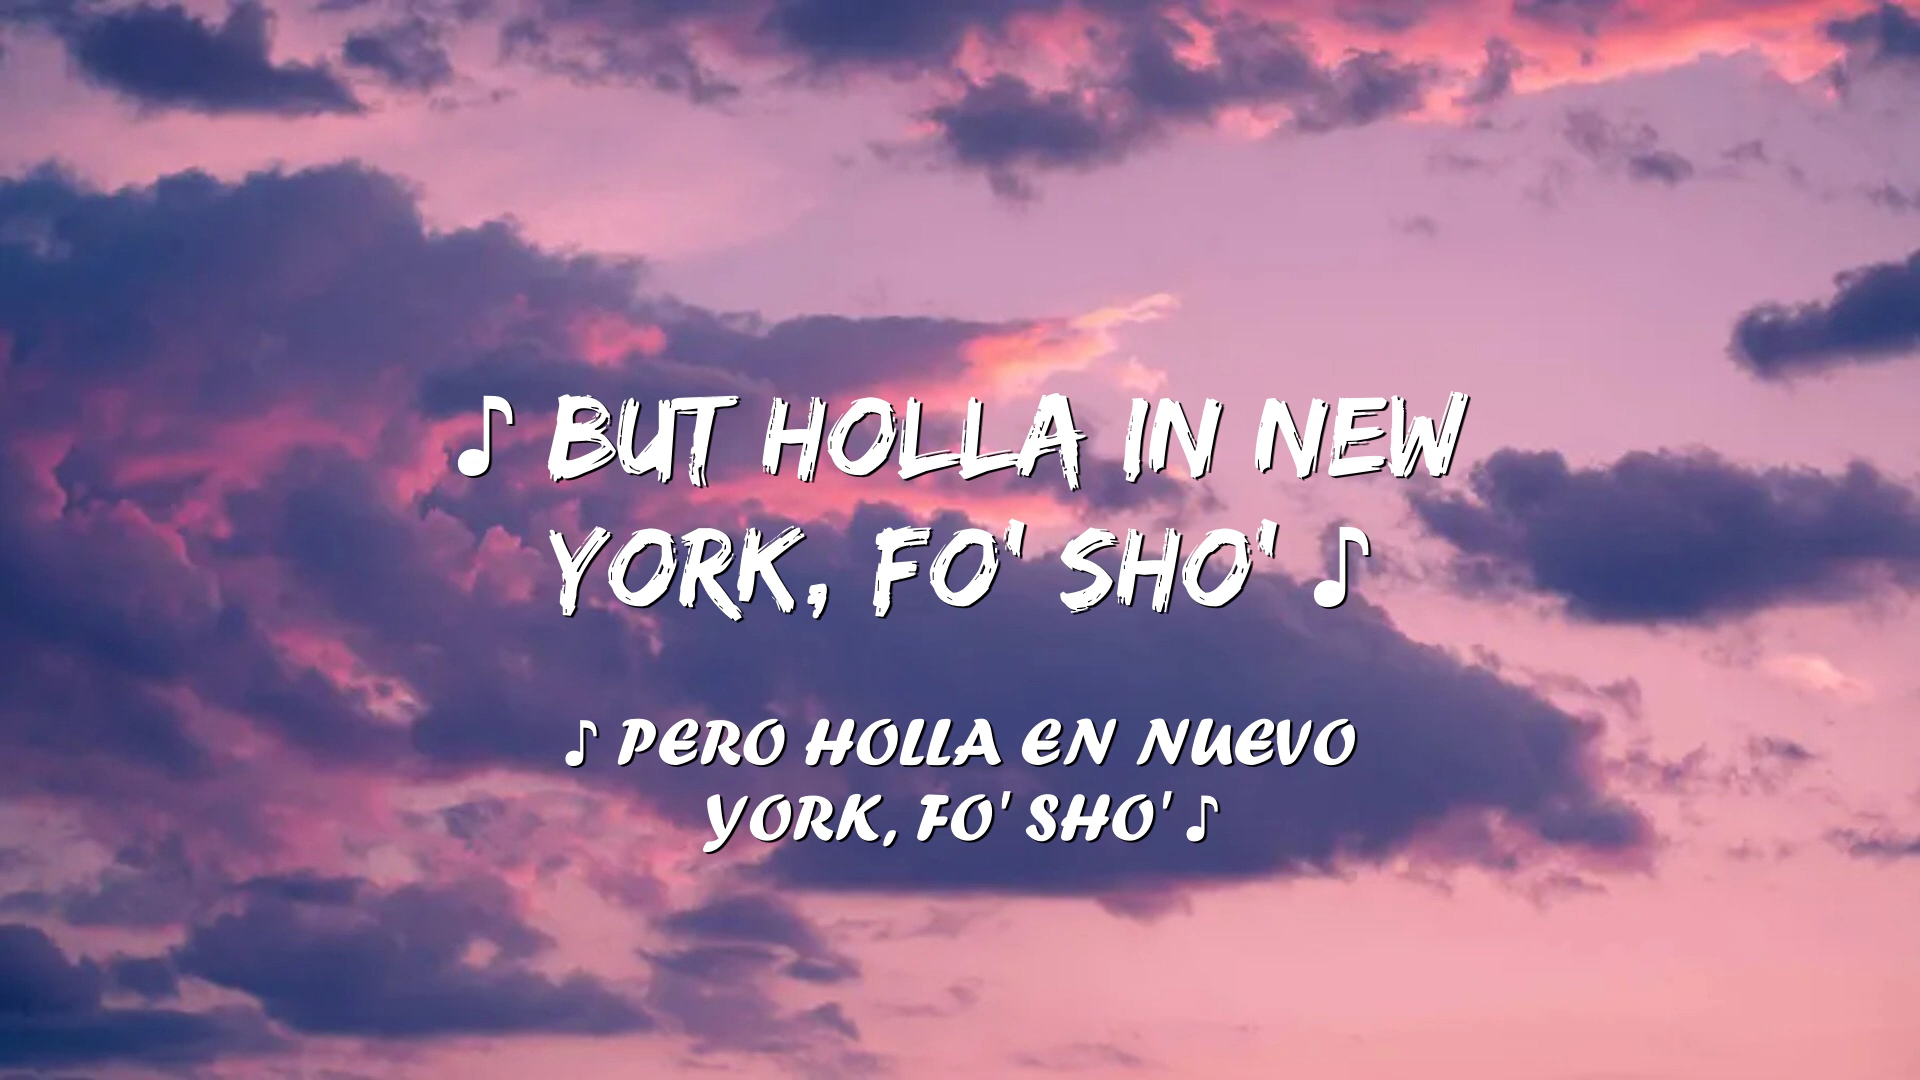 ♪ BUT HOLLA IN NEW
YORK, FO' SHO' ♪
♪ PERO HOLLA EN NUEVO
YORK, FO' SHO' ♪